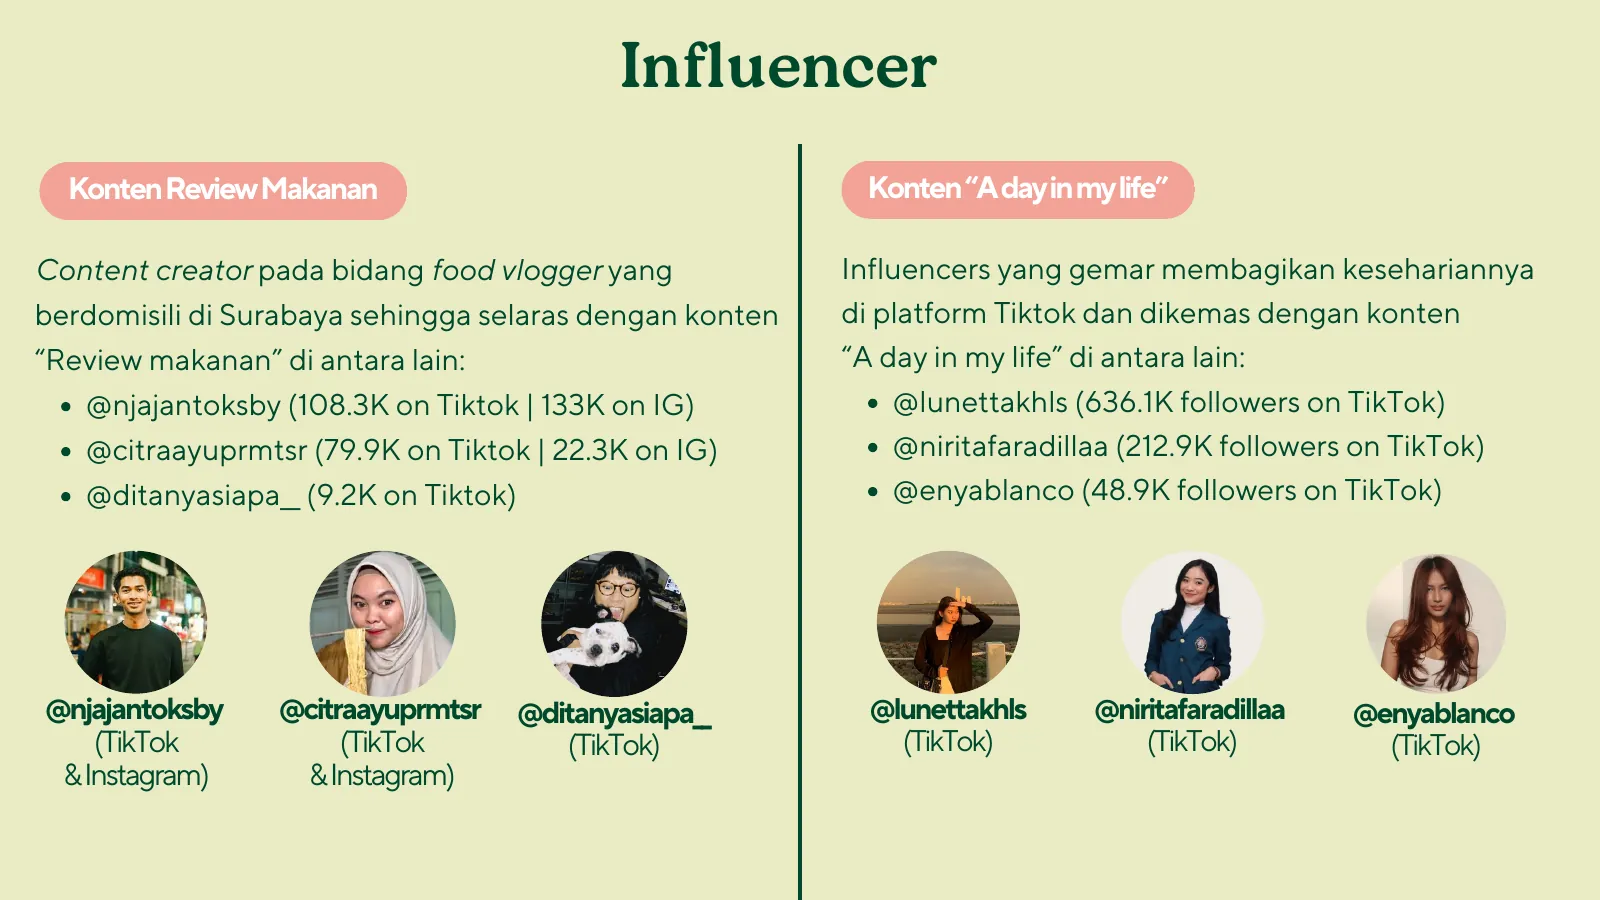 Influencer
Konten Review Makanan
Content creator pada bidang food vlogger yang
berdomisili di Surabaya sehingga selaras dengan konten
“Review makanan” di antara lain:
• @njajantoksby (108.3K on Tiktok | 133K on IG)
• @citraayuprmtsr (79.9K on Tiktok | 22.3K on IG)
• @ditanyasiapa__ (9.2K on Tiktok)
@njajantoksby
(TikTok
& Instagram)
@citraayuprmtsr
(TikTok
& Instagram)
@ditanyasiapa__
(TikTok)
Konten “A day in my life”
Influencers yang gemar membagikan kesehariannya
di platform Tiktok dan dikemas dengan konten
“A day in my life” di antara lain:
• @lunettakhls (636.1K followers on TikTok)
• @niritafaradillaa (212.9K followers on TikTok)
• @enyablanco (48.9K followers on TikTok)
@lunettakhls
(TikTok)
@niritafaradillaa
(TikTok)
@enyablanco
(TikTok)